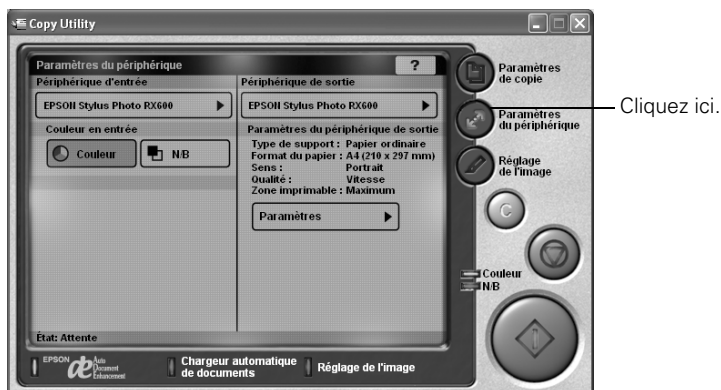 Copy Utility
Paramètres du périphérique
?
Périphérique d'entrée
EPSON Stylus Photo RX600
Couleur en entrée
Couleur
N/B
Périphérique de sortie
EPSON Stylus Photo RX600
Paramètres du périphérique de sortie
Type de support : Papier ordinaire
Format du papier : A4 (210 x 297 mm)
Sens : Portrait
Qualité : Vitesse
Zone imprimable : Maximum
Paramètres
État: Attente
Paramètres
de copie
Paramètres
du périphérique
Réglage
de l'image
C
Couleur
N/B
EPSON
Auto
Document
Enhancement
Chargeur automatique
de documents
Réglage de l'image
Cliquez ici.